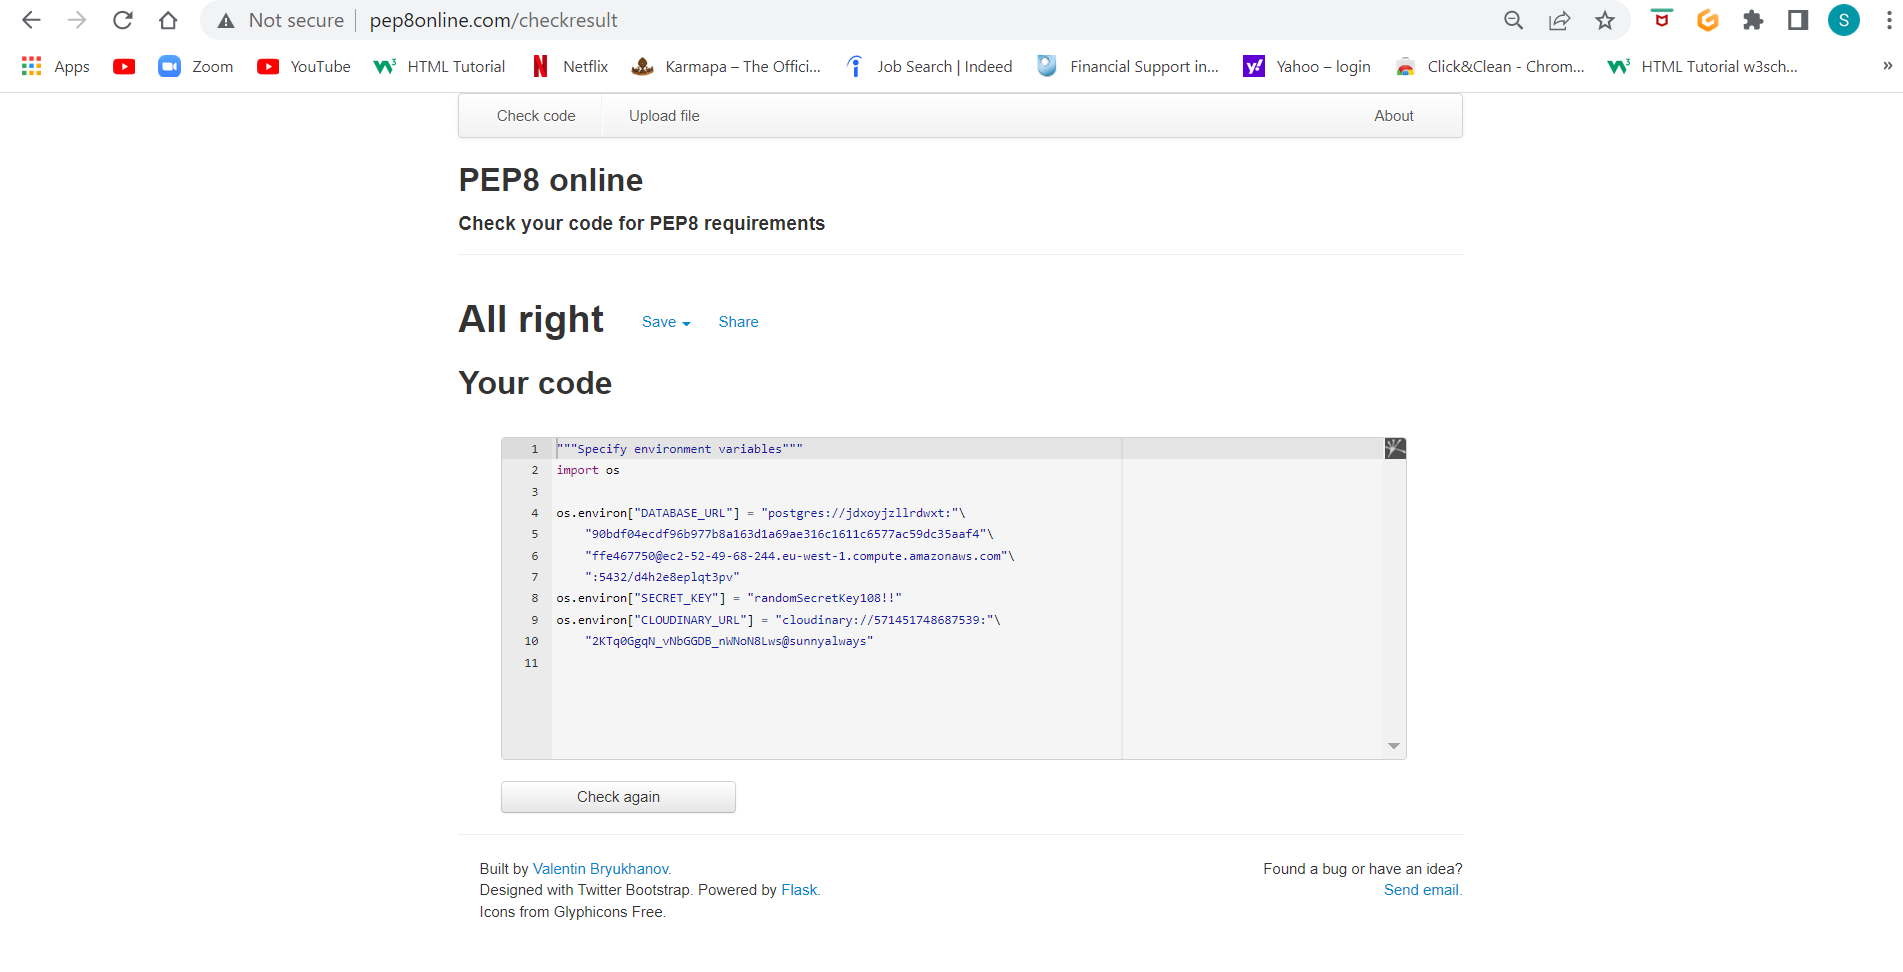 Not secure pep8online.com/checkresult S
Apps Zoom YouTube HTML Tutorial Netflix Karmapa – The Offici... Job Search | Indeed Financial Support in... Yahoo – login Click&Clean - Chrom... HTML Tutorial w3sch... »
Check code Upload file About
PEP8 online
Check your code for PEP8 requirements
All right Save Share
Your code
1 """Specify environment variables"""
2 import os
3
4 os.environ["DATABASE_URL"] = "postgres://jdxoyjzllrdwxt:"\
5 "90bdf04ecdf96b977b8a163d1a69ae316c1611c6577ac59dc35aaf4"\
6 "ffe467750@ec2-52-49-68-244.eu-west-1.compute.amazonaws.com"\
7 ":5432/d4h2e8eplqt3pv"
8 os.environ["SECRET_KEY"] = "randomSecretKey108!!"
9 os.environ["CLOUDINARY_URL"] = "cloudinary://571451748687539:"\
10 "2KTq0GgqN_vNbGGDB_nWNoN8Lws@sunnyalways"
11
Check again
Built by Valentin Bryukhanov. Found a bug or have an idea?
Designed with Twitter Bootstrap. Powered by Flask. Send email.
Icons from Glyphicons Free.